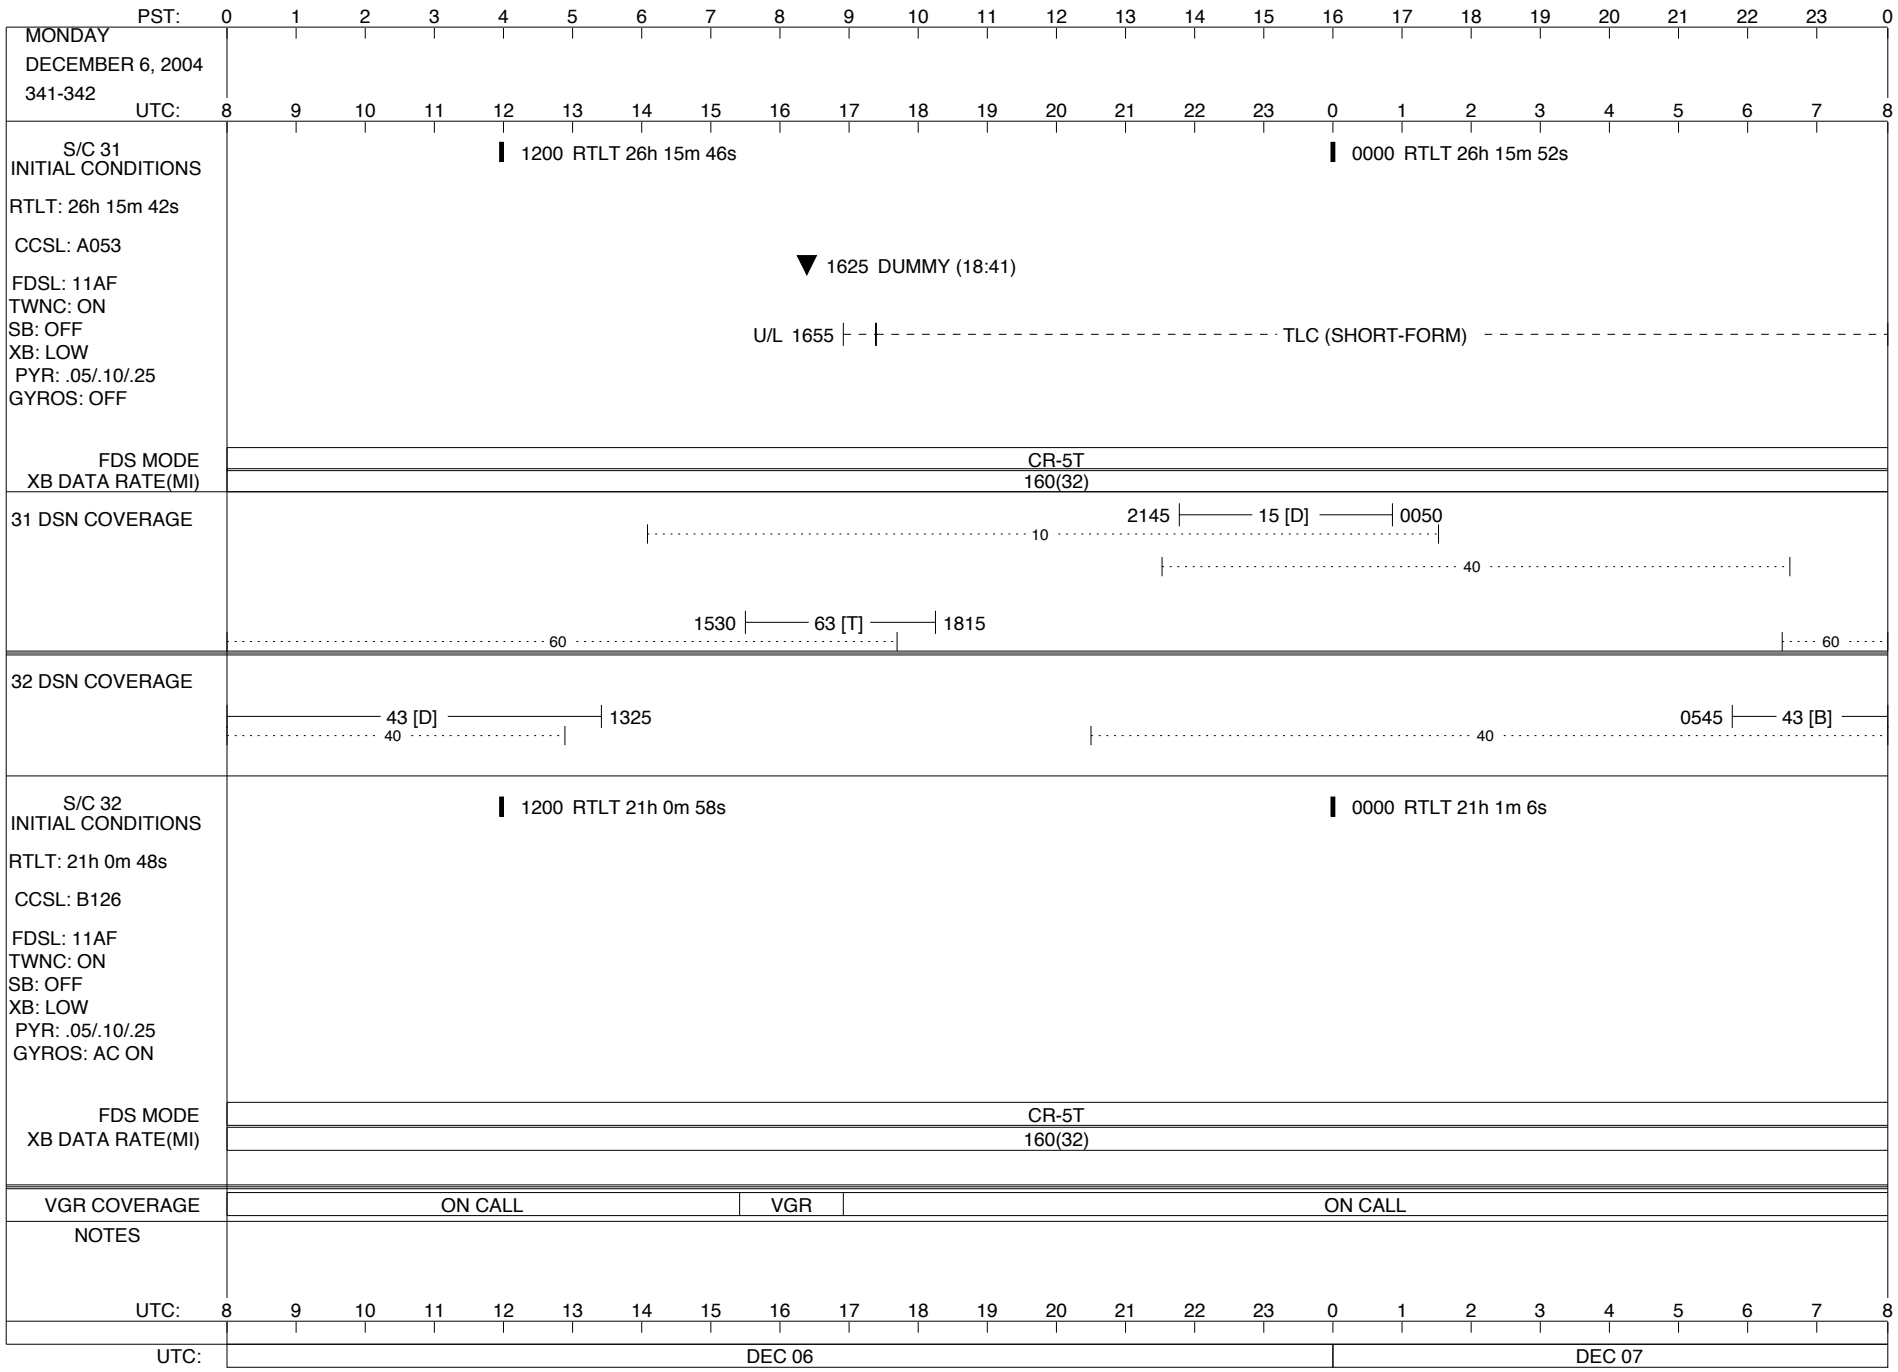 PST: 0 1 2 3 4 5 6 7 8 9 10 11 12 13 14 15 16 17 18 19 20 21 22 23 0
MONDAY
DECEMBER 6, 2004
341-342
UTC: 8 9 10 11 12 13 14 15 16 17 18 19 20 21 22 23 0 1 2 3 4 5 6 7 8
S/C 31
INITIAL CONDITIONS
1200 RTLT 26h 15m 46s
0000 RTLT 26h 15m 52s
RTLT: 26h 15m 42s
CCSL: A053
1625 DUMMY (18:41)
FDSL: 11AF
TWNC: ON
SB: OFF
U/L 1655 TLC (SHORT-FORM)
XB: LOW
PYR: .05/.10/.25
GYROS: OFF
FDS MODE CR-5T
XB DATA RATE(MI) 160(32)
31 DSN COVERAGE
2145 15 [D] 0050
10
40
1530 63 [T] 1815
60 60
32 DSN COVERAGE
43 [D] 1325 0545 43 [B]
40 40
S/C 32
INITIAL CONDITIONS
1200 RTLT 21h 0m 58s
0000 RTLT 21h 1m 6s
RTLT: 21h 0m 48s
CCSL: B126
FDSL: 11AF
TWNC: ON
SB: OFF
XB: LOW
PYR: .05/.10/.25
GYROS: AC ON
FDS MODE CR-5T
XB DATA RATE(MI) 160(32)
VGR COVERAGE ON CALL VGR ON CALL
NOTES
UTC: 8 9 10 11 12 13 14 15 16 17 18 19 20 21 22 23 0 1 2 3 4 5 6 7 8
UTC: DEC 06 DEC 07